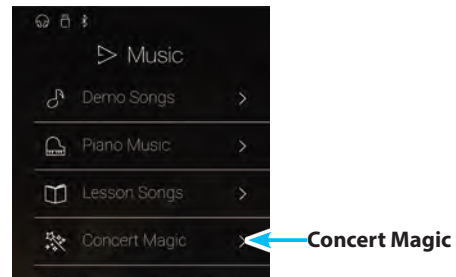 Music
Demo Songs
Piano Music
Lesson Songs
Concert Magic
Concert Magic